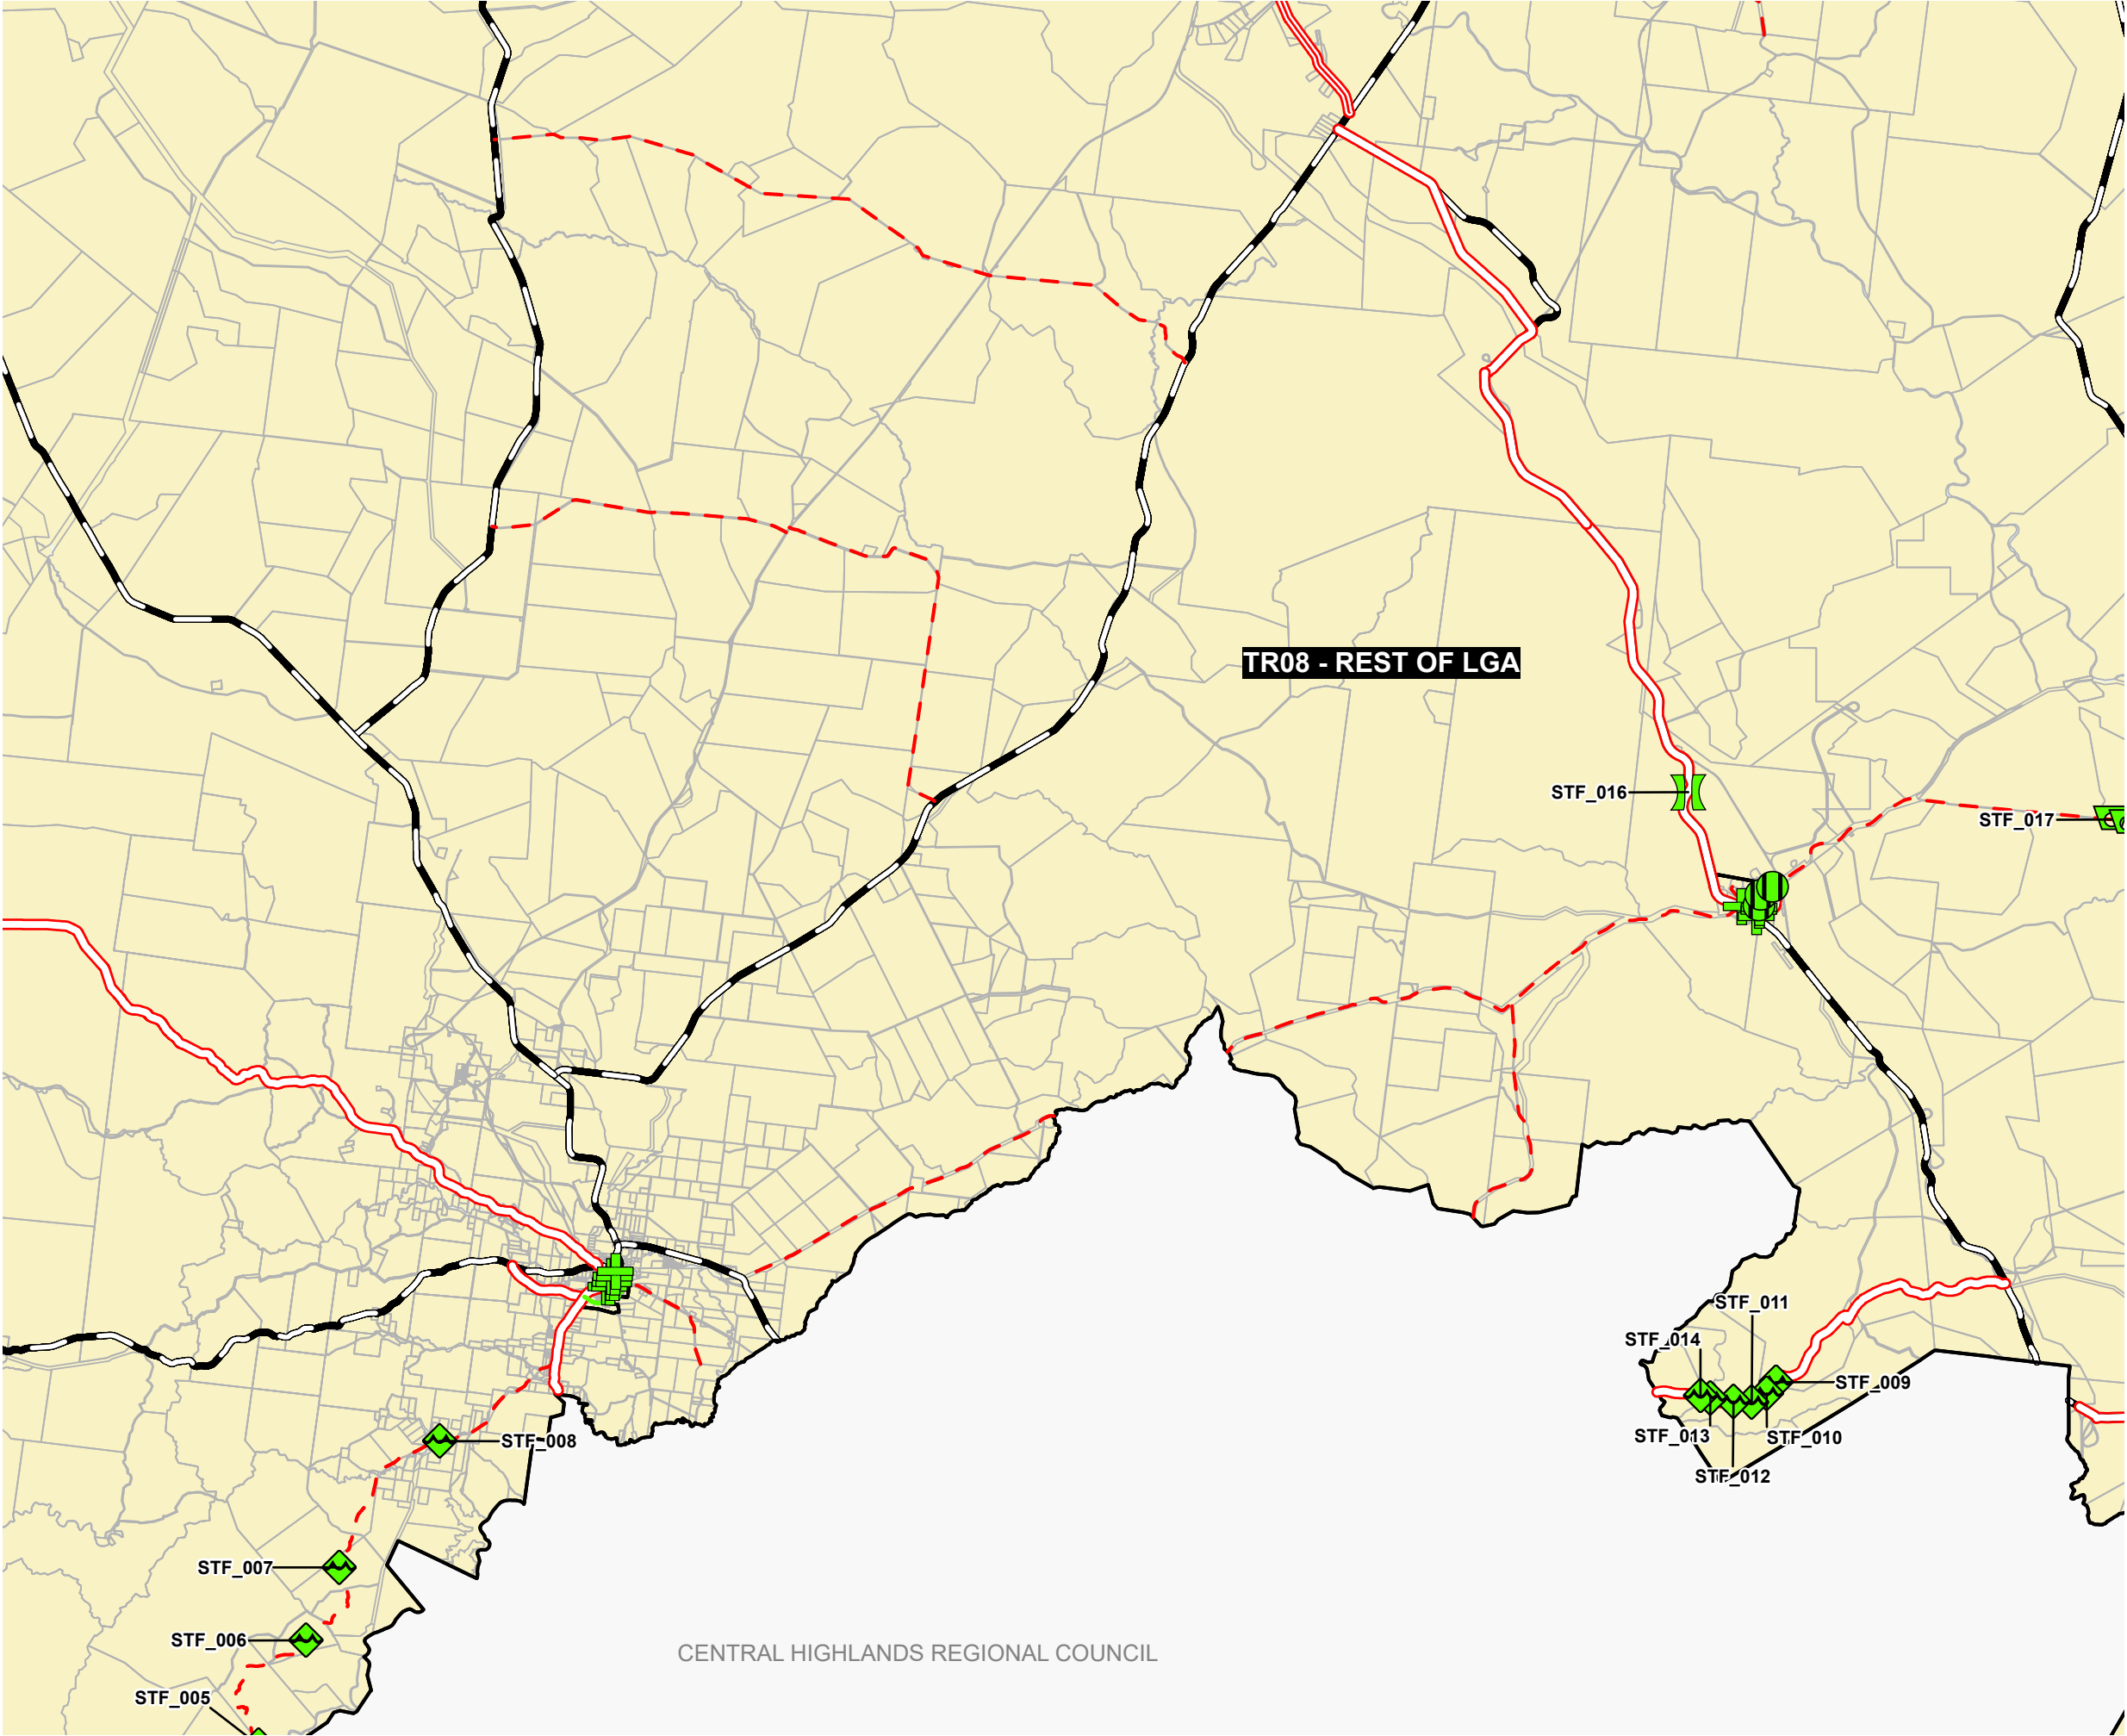 TR08 - REST OF LGA
STF_016
STF_017
STF_011
STF_014
STF_009
STF_013
STF_010
STF_008
STF_012
STF_007
STF_006
CENTRAL HIGHLANDS REGIONAL COUNCIL
STF_005